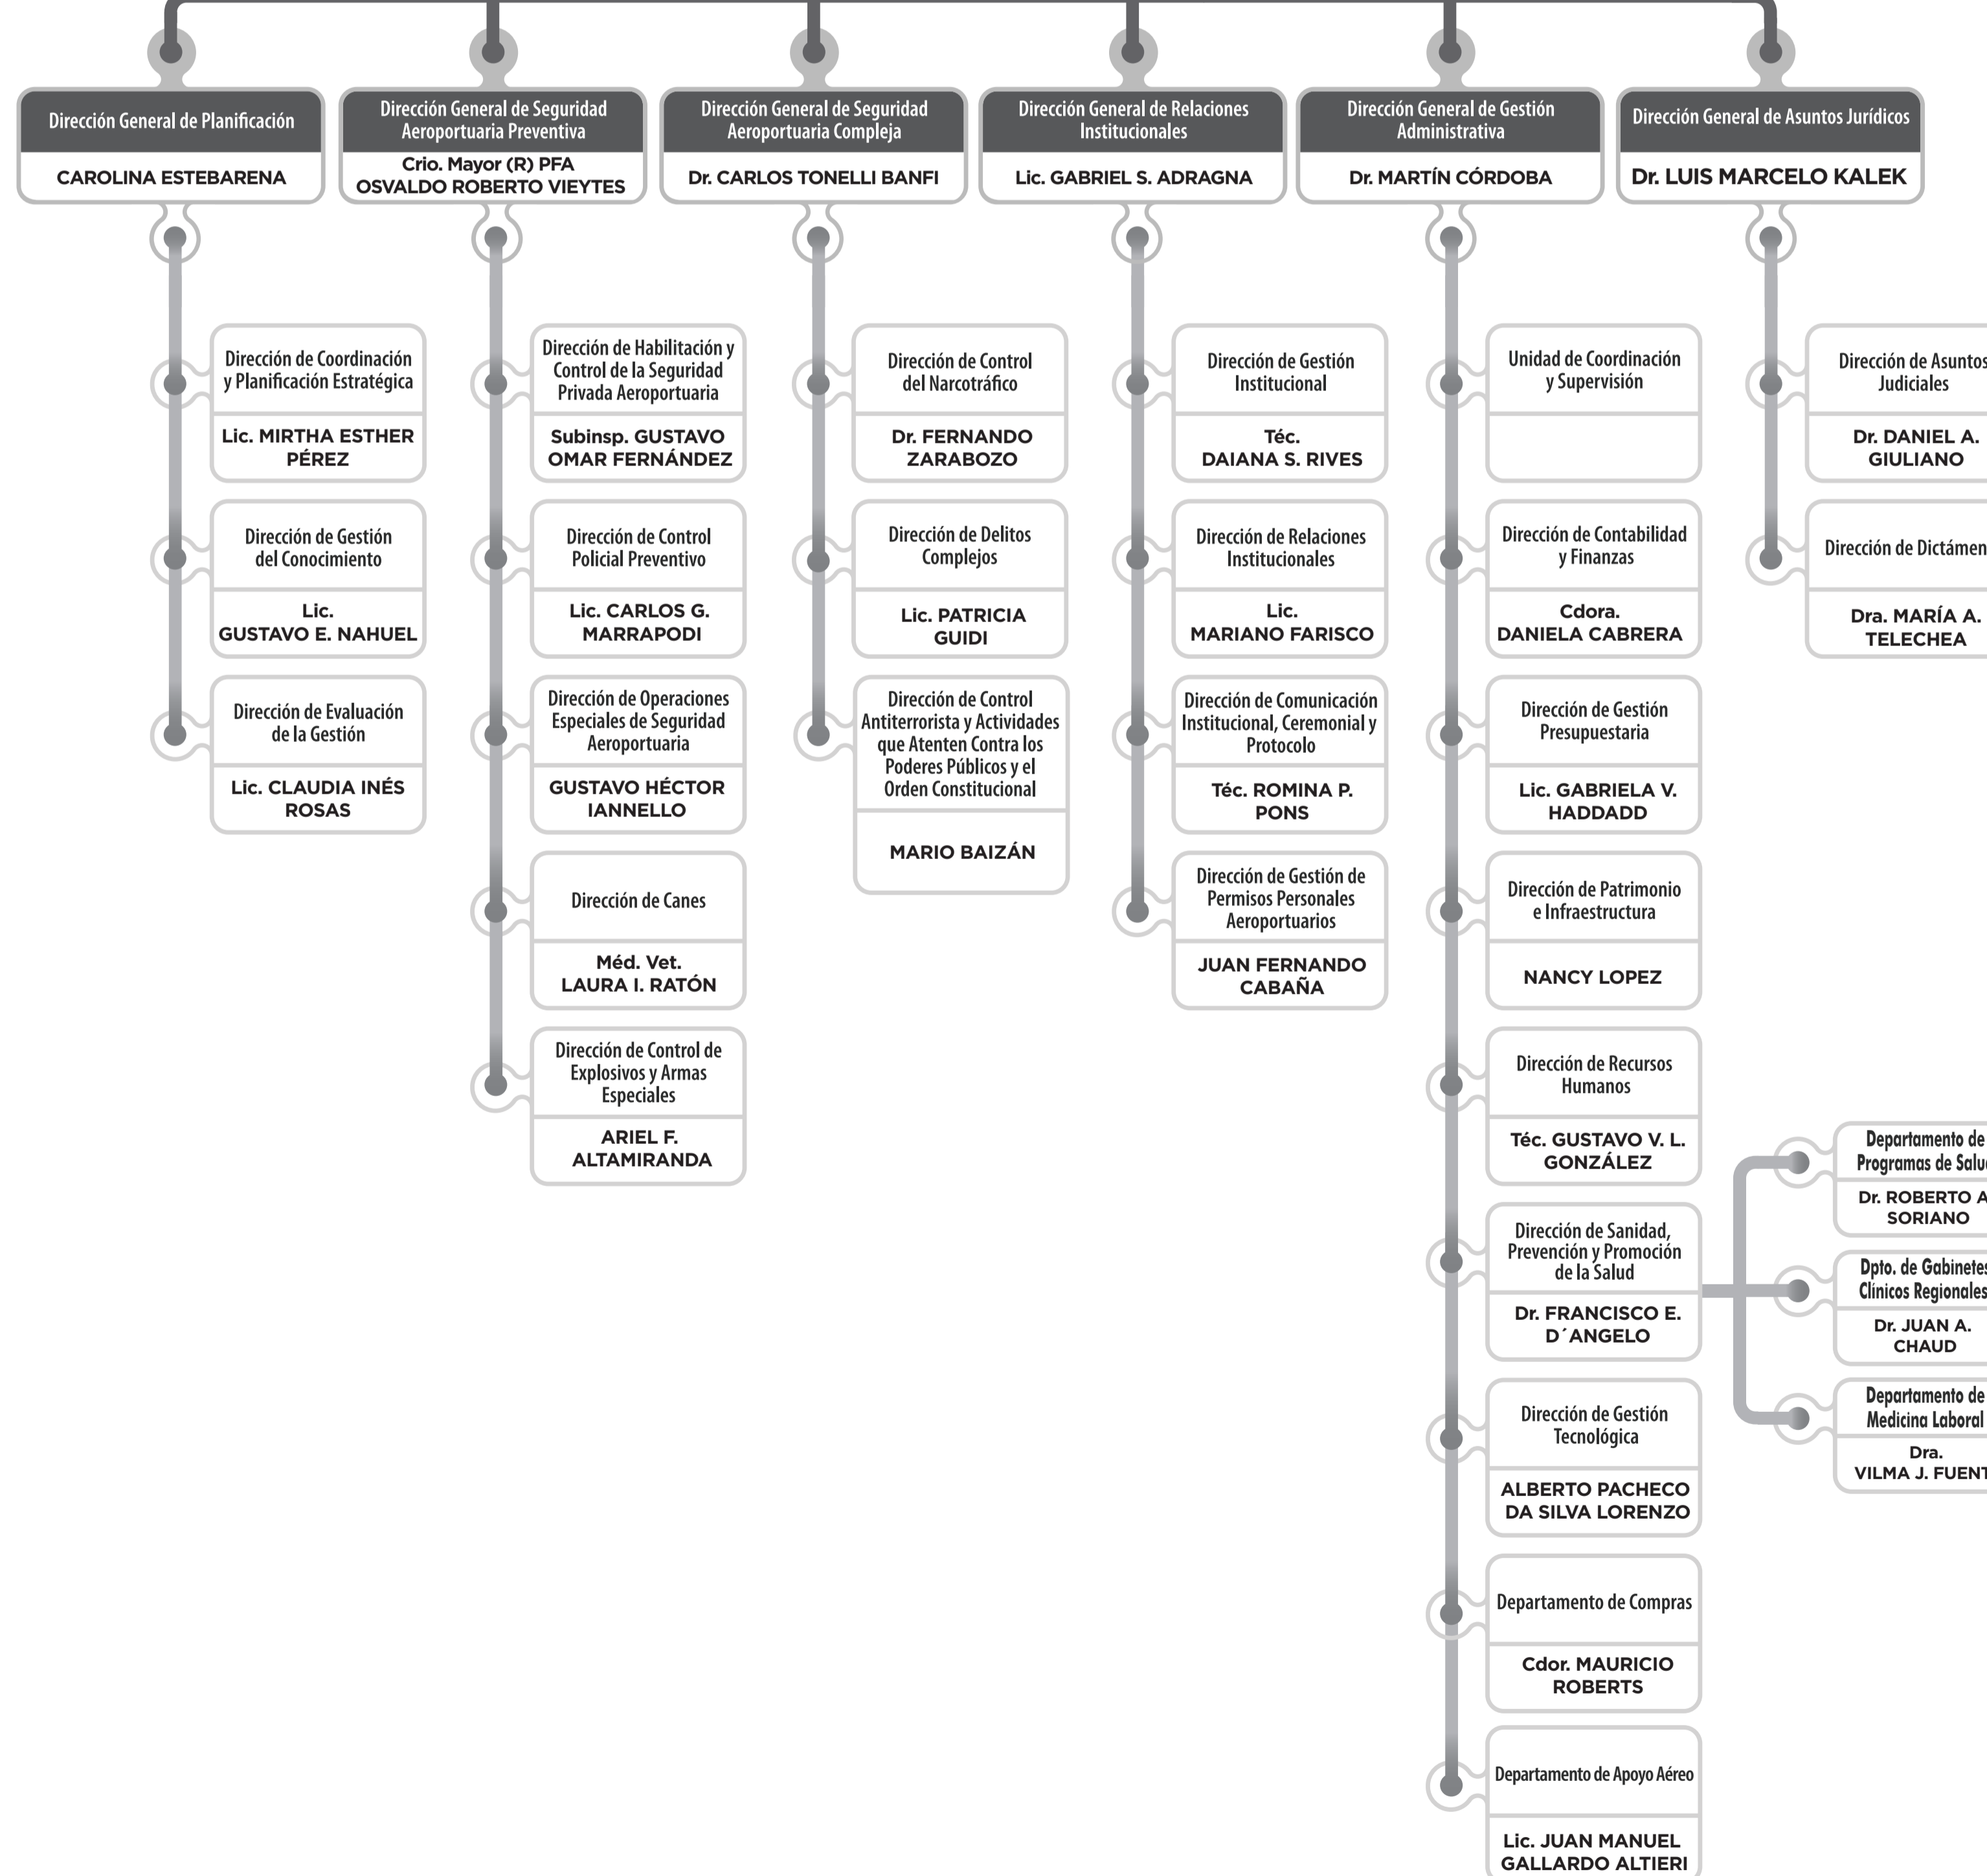 Dirección General de Planificación
CAROLINA ESTEBARENA
Dirección General de Seguridad
Aeroportuaria Preventiva
Crio. Mayor (R) PFA
OSVALDO ROBERTO VIEYTES
Dirección General de Seguridad
Aeroportuaria Compleja
Dr. CARLOS TONELLI BANFI
Dirección General de Relaciones
Institucionales
Lic. GABRIEL S. ADRAGNA
Dirección General de Gestión
Administrativa
Dr. MARTÍN CÓRDOBA
Dirección General de Asuntos Jurídicos
Dr. LUIS MARCELO KALEK
Dirección de Coordinación
y Planificación Estratégica
Lic. MIRTHA ESTHER
PÉREZ
Dirección de Gestión
del Conocimiento
Lic.
GUSTAVO E. NAHUEL
Dirección de Evaluación
de la Gestión
Lic. CLAUDIA INÉS
ROSAS
Dirección de Habilitación y
Control de la Seguridad
Privada Aeroportuaria
Subinsp. GUSTAVO
OMAR FERNÁNDEZ
Dirección de Control
Policial Preventivo
Lic. CARLOS G.
MARRAPODI
Dirección de Operaciones
Especiales de Seguridad
Aeroportuaria
GUSTAVO HÉCTOR
IANNELLO
Dirección de Canes
Méd. Vet.
LAURA I. RATÓN
Dirección de Control de
Explosivos y Armas
Especiales
ARIEL F.
ALTAMIRANDA
Dirección de Control
del Narcotráfico
Dr. FERNANDO
ZARABOZO
Dirección de Delitos
Complejos
Lic. PATRICIA
GUIDI
Dirección de Control
Antiterrorista y Actividades
que Atenten Contra los
Poderes Públicos y el
Orden Constitucional
MARIO BAIZÁN
Dirección de Gestión
Institucional
Téc.
DAIANA S. RIVES
Dirección de Relaciones
Institucionales
Lic.
MARIANO FARISCO
Dirección de Comunicación
Institucional, Ceremonial y
Protocolo
Téc. ROMINA P.
PONS
Dirección de Gestión de
Permisos Personales
Aeroportuarios
JUAN FERNANDO
CABAÑA
Unidad de Coordinación
y Supervisión
Dirección de Contabilidad
y Finanzas
Cdora.
DANIELA CABRERA
Dirección de Gestión
Presupuestaria
Lic. GABRIELA V.
HADDADD
Dirección de Patrimonio
e Infraestructura
NANCY LOPEZ
Dirección de Recursos
Humanos
Téc. GUSTAVO V. L.
GONZÁLEZ
Dirección de Sanidad,
Prevención y Promoción
de la Salud
Dr. FRANCISCO E.
D´ANGELO
Dirección de Gestión
Tecnológica
ALBERTO PACHECO
DA SILVA LORENZO
Departamento de Compras
Cdor. MAURICIO
ROBERTS
Departamento de Apoyo Aéreo
Lic. JUAN MANUEL
GALLARDO ALTIERI
Dirección de Asuntos
Judiciales
Dr. DANIEL A.
GIULIANO
Dirección de
Dra. MARÍA A.
TELECHEA
Departamento de
Programas de
Dr. ROBERTO A
SORIANO
Dpto. de Gabinetes
Clínicos Regionales
Dr. JUAN A.
CHAUD
Departamento de
Medicina Laboral
Dra.
VILMA J.